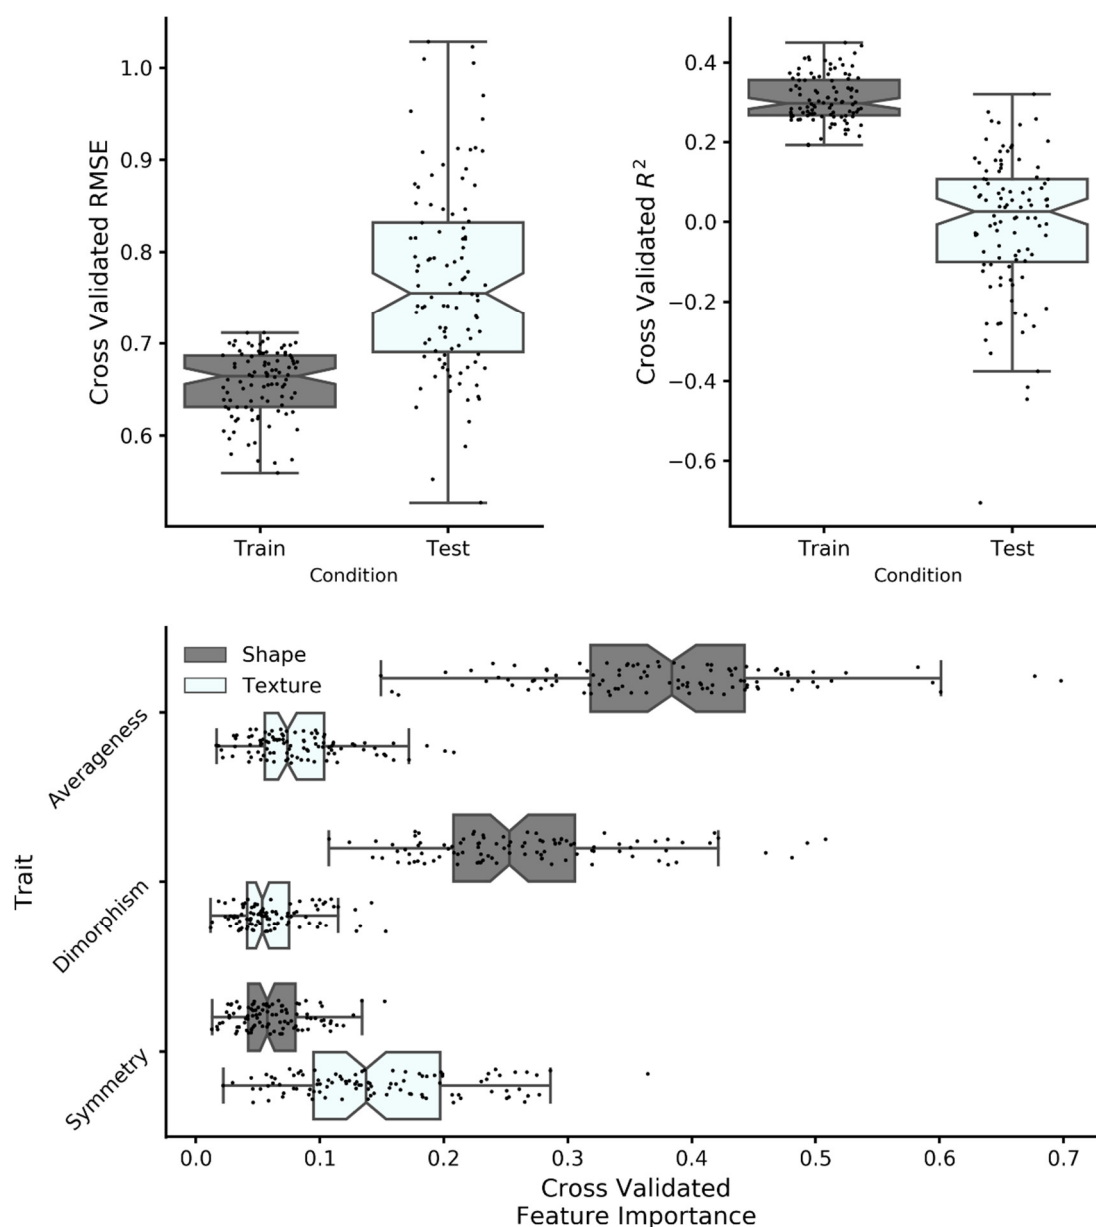 Cross Validated RMSE
1.0
0.9
0.8
0.7
0.6
Train
Test
Condition
Cross Validated R²
0.4
0.2
0.0
−0.2
−0.4
−0.6
Train
Test
Condition
Shape
Texture
Trait
Averageness
Dimorphism
Symmetry
0.0
0.1
0.2
0.3
0.4
0.5
0.6
0.7
Cross Validated
Feature Importance